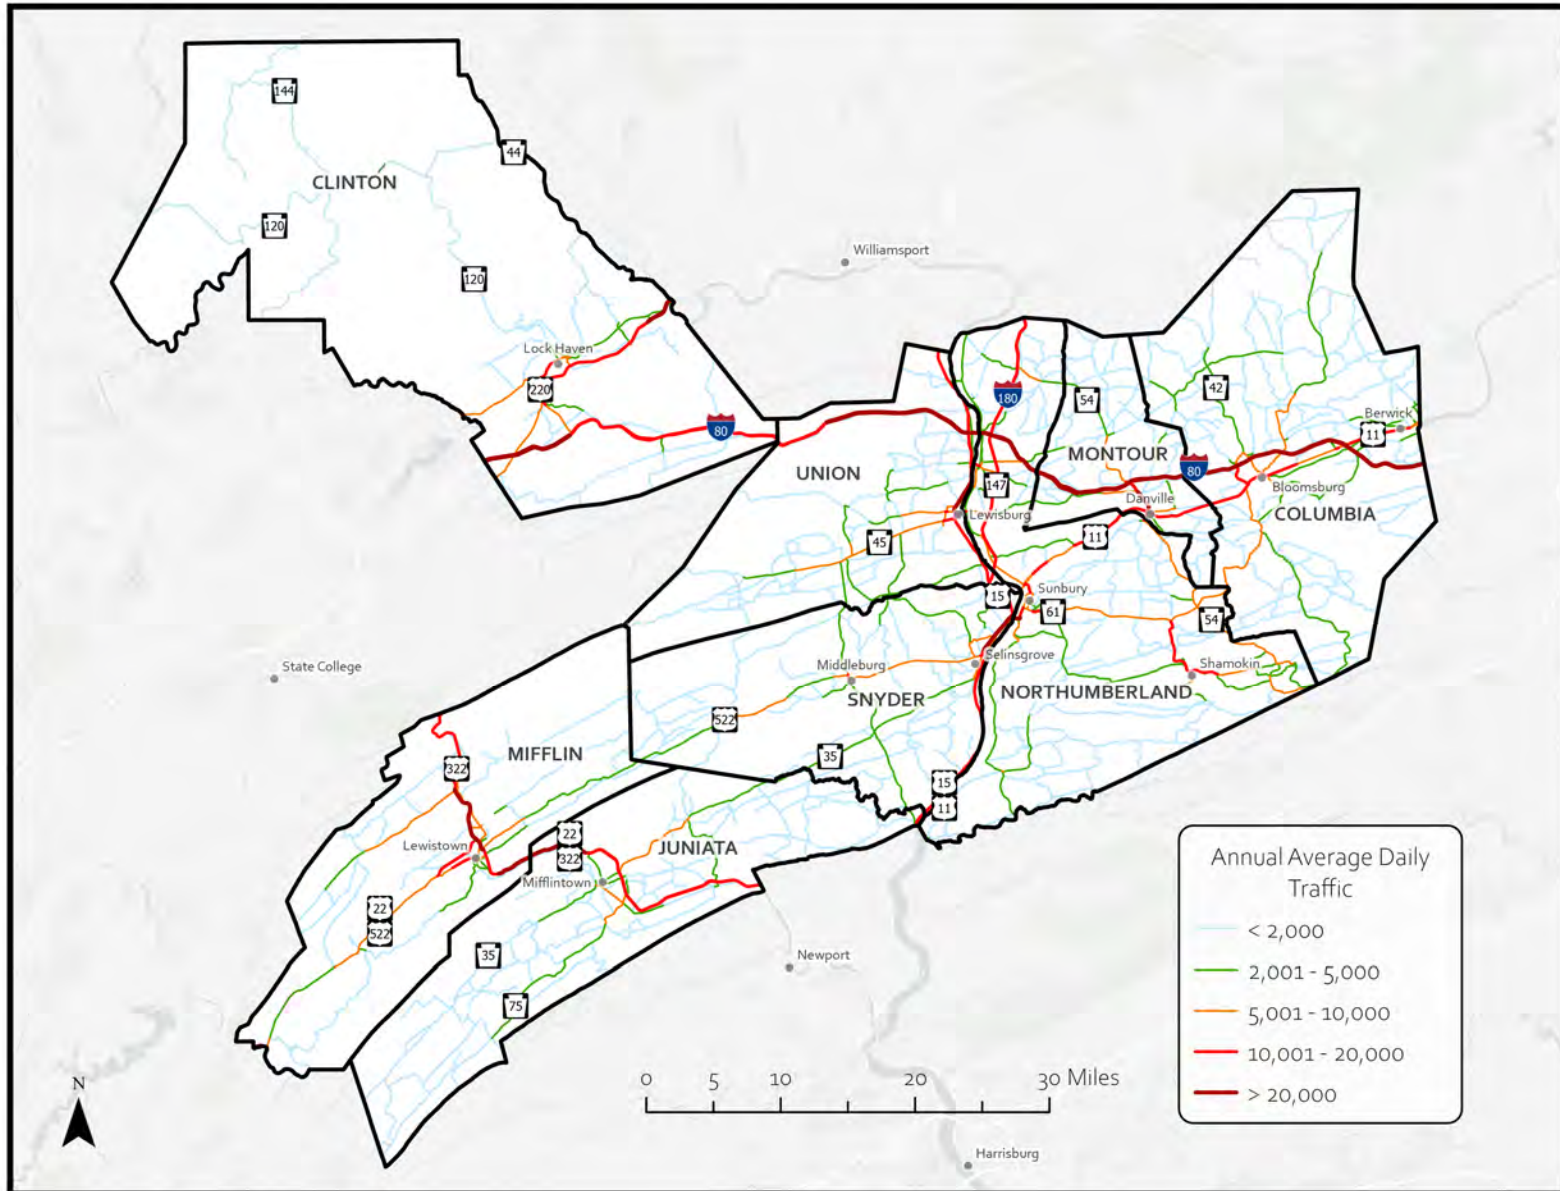 144
44
CLINTON
120
120
Williamsport
Lock Haven
220
80
180
54
42
Berwick
11
MONTOUR
80
UNION
147
Bloomsburg
Danville
Lewisburg
COLUMBIA
45
11
15
Sunbury
61
54
State College
Middleburg
Selinsgrove
Shamokin
SNYDER
NORTHUMBERLAND
522
35
MIFFLIN
322
15
11
22
322
JUNIATA
Lewistown
Mifflintown
22
522
35
Newport
75
N
0 5 10 20 30 Miles
Harrisburg
Annual Average Daily
Traffic
< 2,000
2,001 - 5,000
5,001 - 10,000
10,001 - 20,000
> 20,000